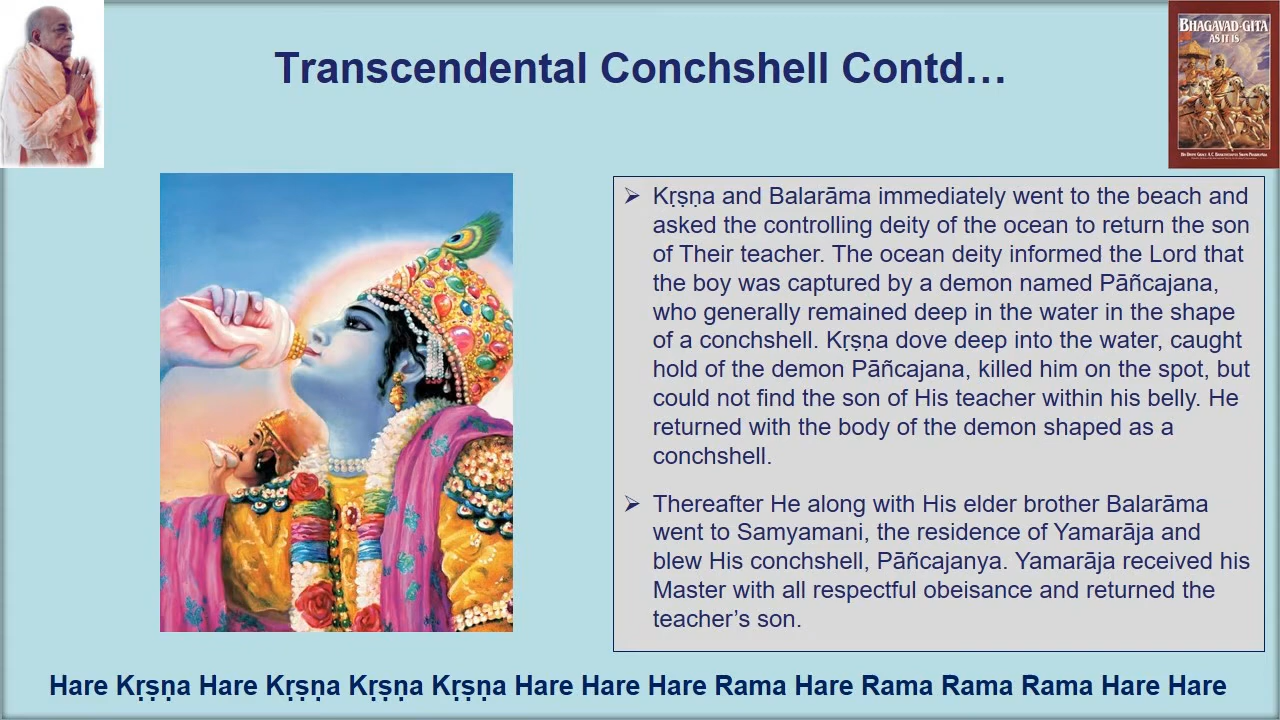 Transcendental Conchshell Contd…
BHAGAVAD-GITA
AS IT IS
HIS DIVINE GRACE A.C. BHAKTIVEDANTA SWAMI PRABHUPĀDA
➢ Kṛṣṇa and Balarāma immediately went to the beach and
asked the controlling deity of the ocean to return the son
of Their teacher. The ocean deity informed the Lord that
the boy was captured by a demon named Pāñcajana,
who generally remained deep in the water in the shape
of a conchshell. Kṛṣṇa dove deep into the water, caught
hold of the demon Pāñcajana, killed him on the spot, but
could not find the son of His teacher within his belly. He
returned with the body of the demon shaped as a
conchshell.
➢ Thereafter He along with His elder brother Balarāma
went to Samyamani, the residence of Yamarāja and
blew His conchshell, Pāñcajanya. Yamarāja received his
Master with all respectful obeisance and returned the
teacher’s son.
Hare Kṛṣṇa Hare Kṛṣṇa Kṛṣṇa Kṛṣṇa Hare Hare Hare Rama Hare Rama Rama Rama Hare Hare